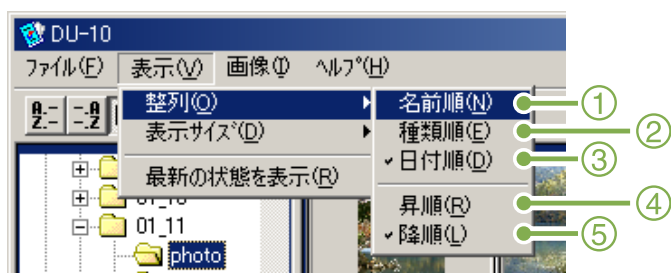 DU-10
ファイル(F) 表示(V) 画像(I) ヘルプ(H)
整列(O)
名前順(N) ①
表示サイズ(D)
種類順(E) ②
日付順(D) ③
最新の状態を表示(R)
昇順(R) ④
01_11
降順(L) ⑤
photo